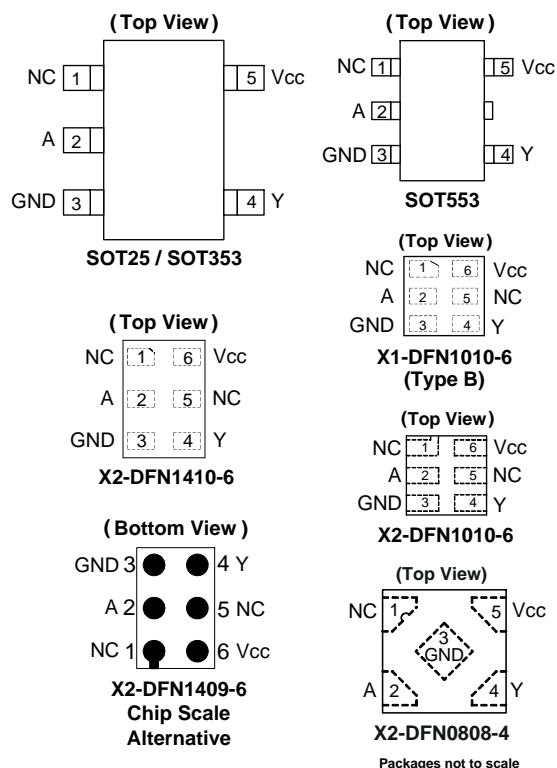 (Top View)
NC 1 5 Vcc
A 2
GND 3 4 Y
SOT25 / SOT353
(Top View)
NC 1 5 Vcc
A 2
GND 3 4 Y
SOT553
(Top View)
NC 1 6 Vcc
A 2 5 NC
GND 3 4 Y
X1-DFN1010-6
(Type B)
(Top View)
NC 1 6 Vcc
A 2 5 NC
GND 3 4 Y
X2-DFN1410-6
(Top View)
NC 1 6 Vcc
A 2 5 NC
GND 3 4 Y
X2-DFN1010-6
(Bottom View)
GND 3 4 Y
A 2 5 NC
NC 1 6 Vcc
X2-DFN1409-6
Chip Scale
Alternative
(Top View)
NC 1 5 Vcc
3
GND
A 2 4 Y
X2-DFN0808-4
Packages not to scale